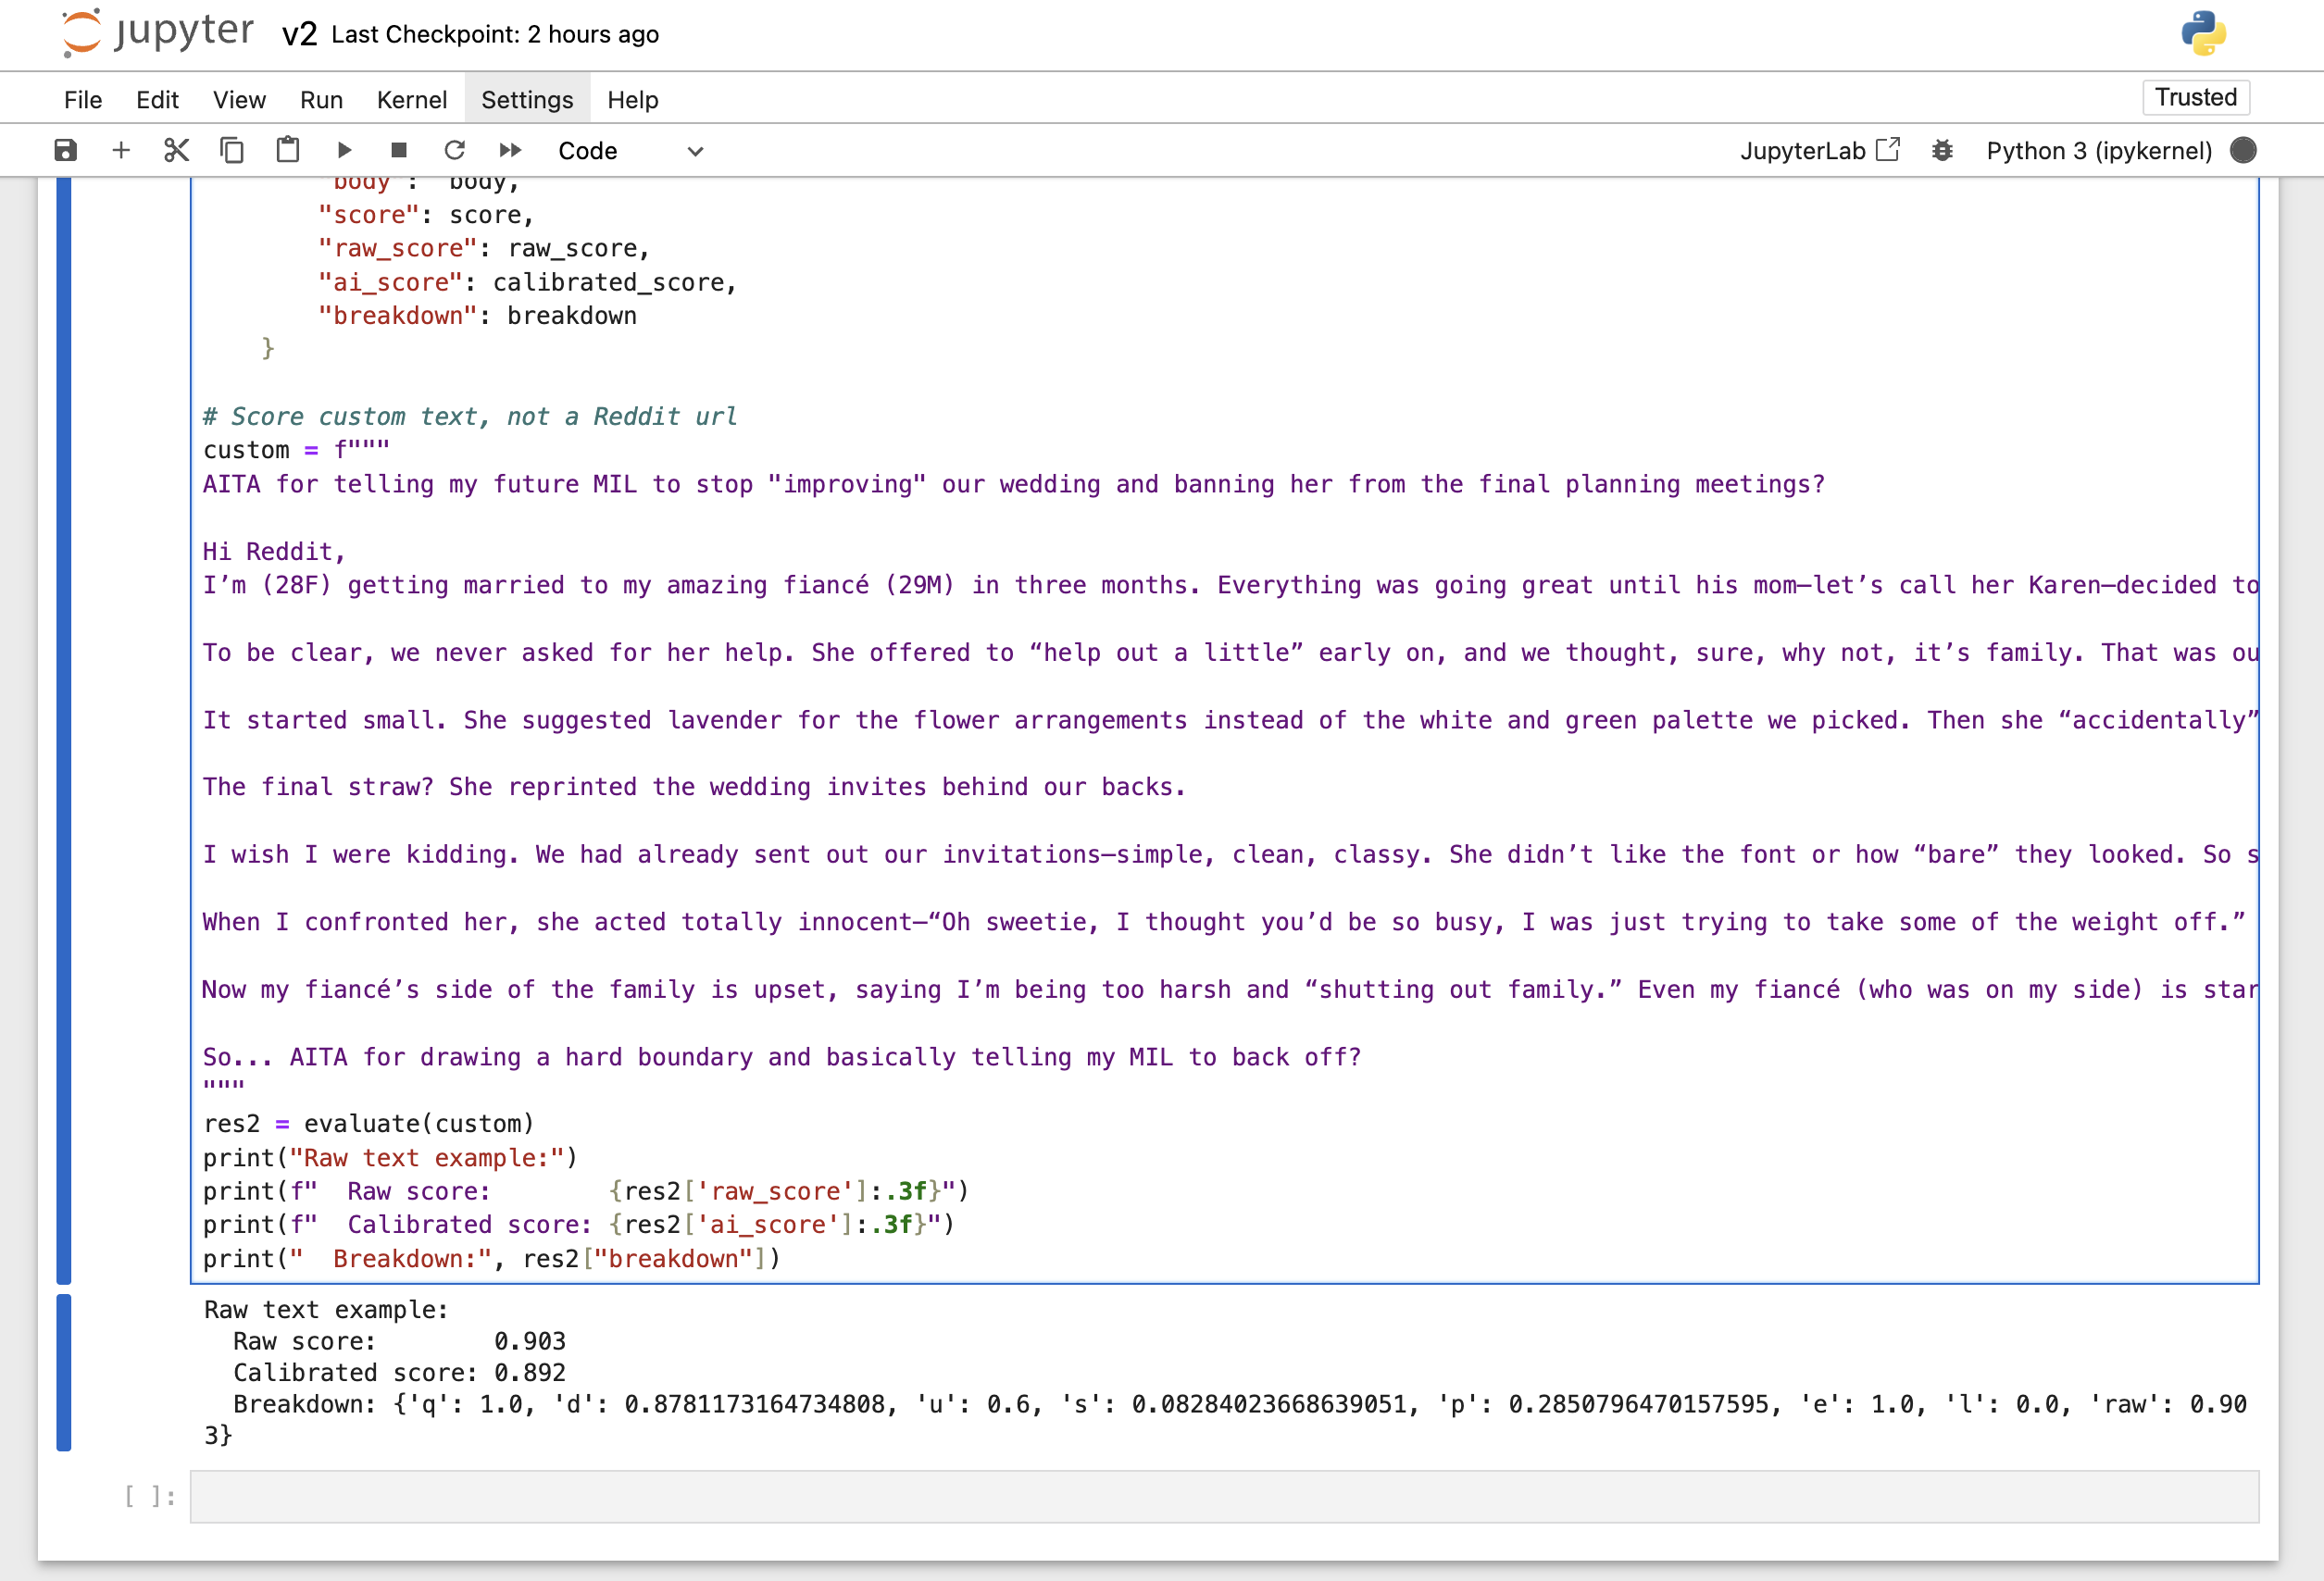 jupyter v2 Last Checkpoint: 2 hours ago
File Edit View Run Kernel Settings Help Trusted
Code JupyterLab Python 3 (ipykernel)
"body": body,
"score": score,
"raw_score": raw_score,
"ai_score": calibrated_score,
"breakdown": breakdown
}
# Score custom text, not a Reddit url
custom = f"""
AITA for telling my future MIL to stop "improving" our wedding and banning her from the final planning meetings?
Hi Reddit,
I’m (28F) getting married to my amazing fiancé (29M) in three months. Everything was going great until his mom—let’s call her Karen—decided to
To be clear, we never asked for her help. She offered to “help out a little” early on, and we thought, sure, why not, it’s family. That was ou
It started small. She suggested lavender for the flower arrangements instead of the white and green palette we picked. Then she “accidentally”
The final straw? She reprinted the wedding invites behind our backs.
I wish I were kidding. We had already sent out our invitations—simple, clean, classy. She didn’t like the font or how “bare” they looked. So s
When I confronted her, she acted totally innocent—“Oh sweetie, I thought you’d be so busy, I was just trying to take some of the weight off.”
Now my fiancé’s side of the family is upset, saying I’m being too harsh and “shutting out family.” Even my fiancé (who was on my side) is star
So... AITA for drawing a hard boundary and basically telling my MIL to back off?
"""
res2 = evaluate(custom)
print("Raw text example:")
print(f"  Raw score:        {res2['raw_score']:.3f}")
print(f"  Calibrated score: {res2['ai_score']:.3f}")
print("  Breakdown:", res2["breakdown"])
Raw text example:
Raw score: 0.903
Calibrated score: 0.892
Breakdown: {'q': 1.0, 'd': 0.8781173164734808, 'u': 0.6, 's': 0.08284023668639051, 'p': 0.2850796470157595, 'e': 1.0, 'l': 0.0, 'raw': 0.90
3}
[ ]: